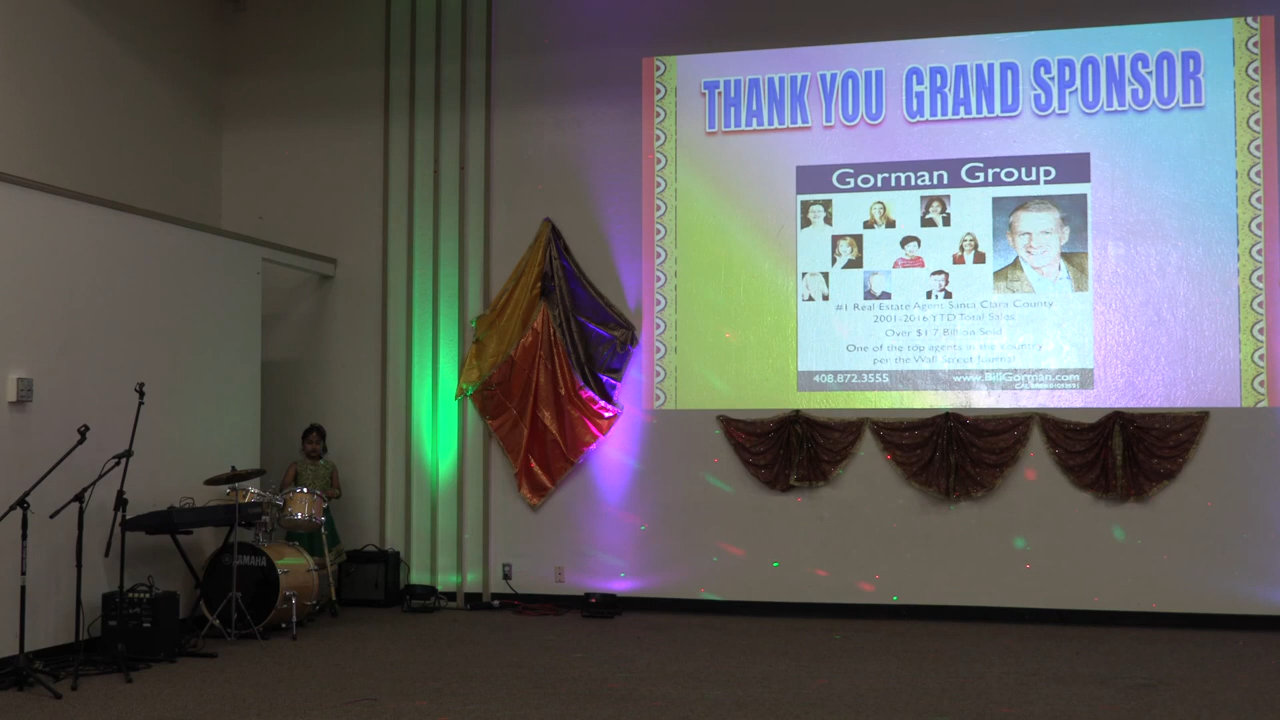 THANK YOU GRAND SPONSOR
Gorman Group
#1 Real Estate Agent Santa Clara County
2001-2016 YTD Total Sales
Over $1.7 Billion Sold
One of the top agents in the country
per the Wall Street Journal
408.872.3555 www.BillGorman.com
YAMAHA